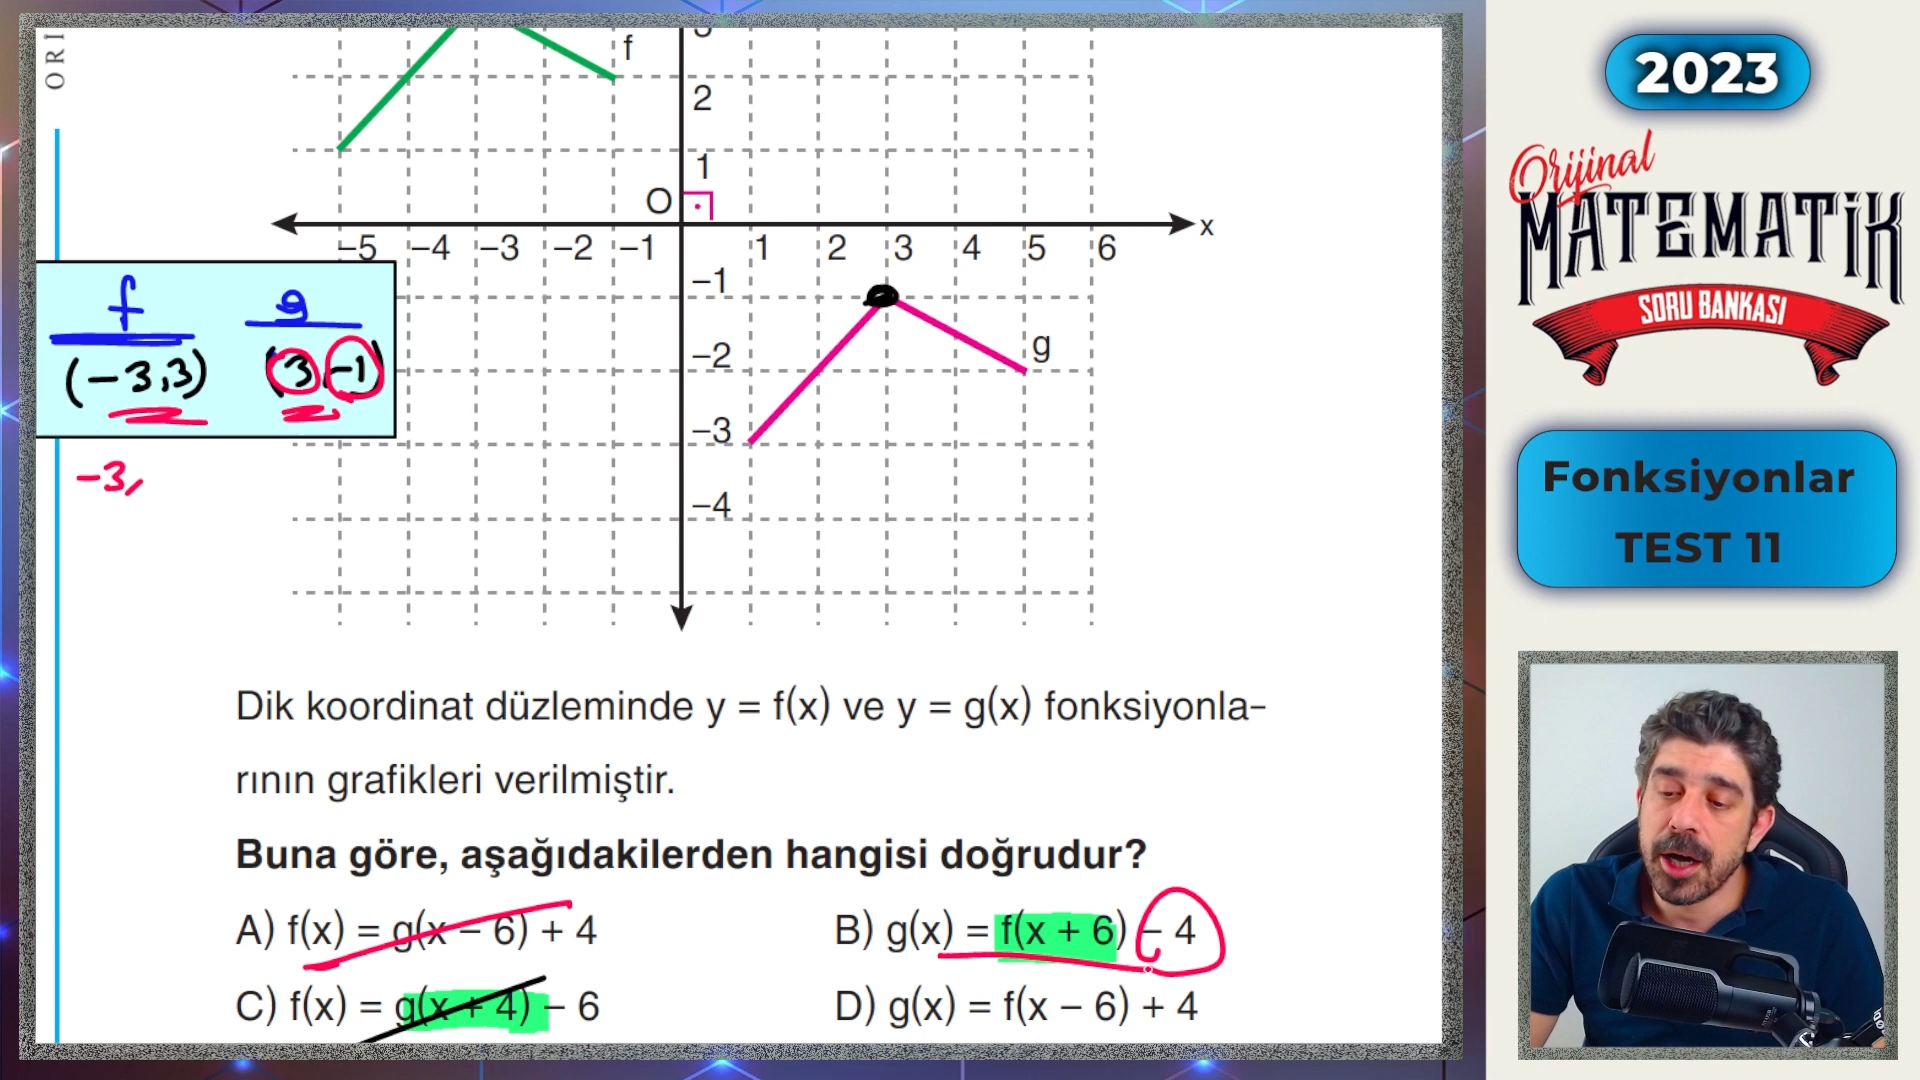 ORİ
f
3
2
1
O
x
-5 -4 -3 -2 -1 1 2 3 4 5 6
-1
-2
g
-3
-4
f g
(-3,3) (3,-1)
-3,
Dik koordinat düzleminde y = f(x) ve y = g(x) fonksiyonla-
rının grafikleri verilmiştir.
Buna göre, aşağıdakilerden hangisi doğrudur?
A) f(x) = g(x - 6) + 4 B) g(x) = f(x + 6) - 4
C) f(x) = g(x + 4) - 6 D) g(x) = f(x - 6) + 4
2023
Orijinal
MATEMATİK
SORU BANKASI
Fonksiyonlar
TEST 11